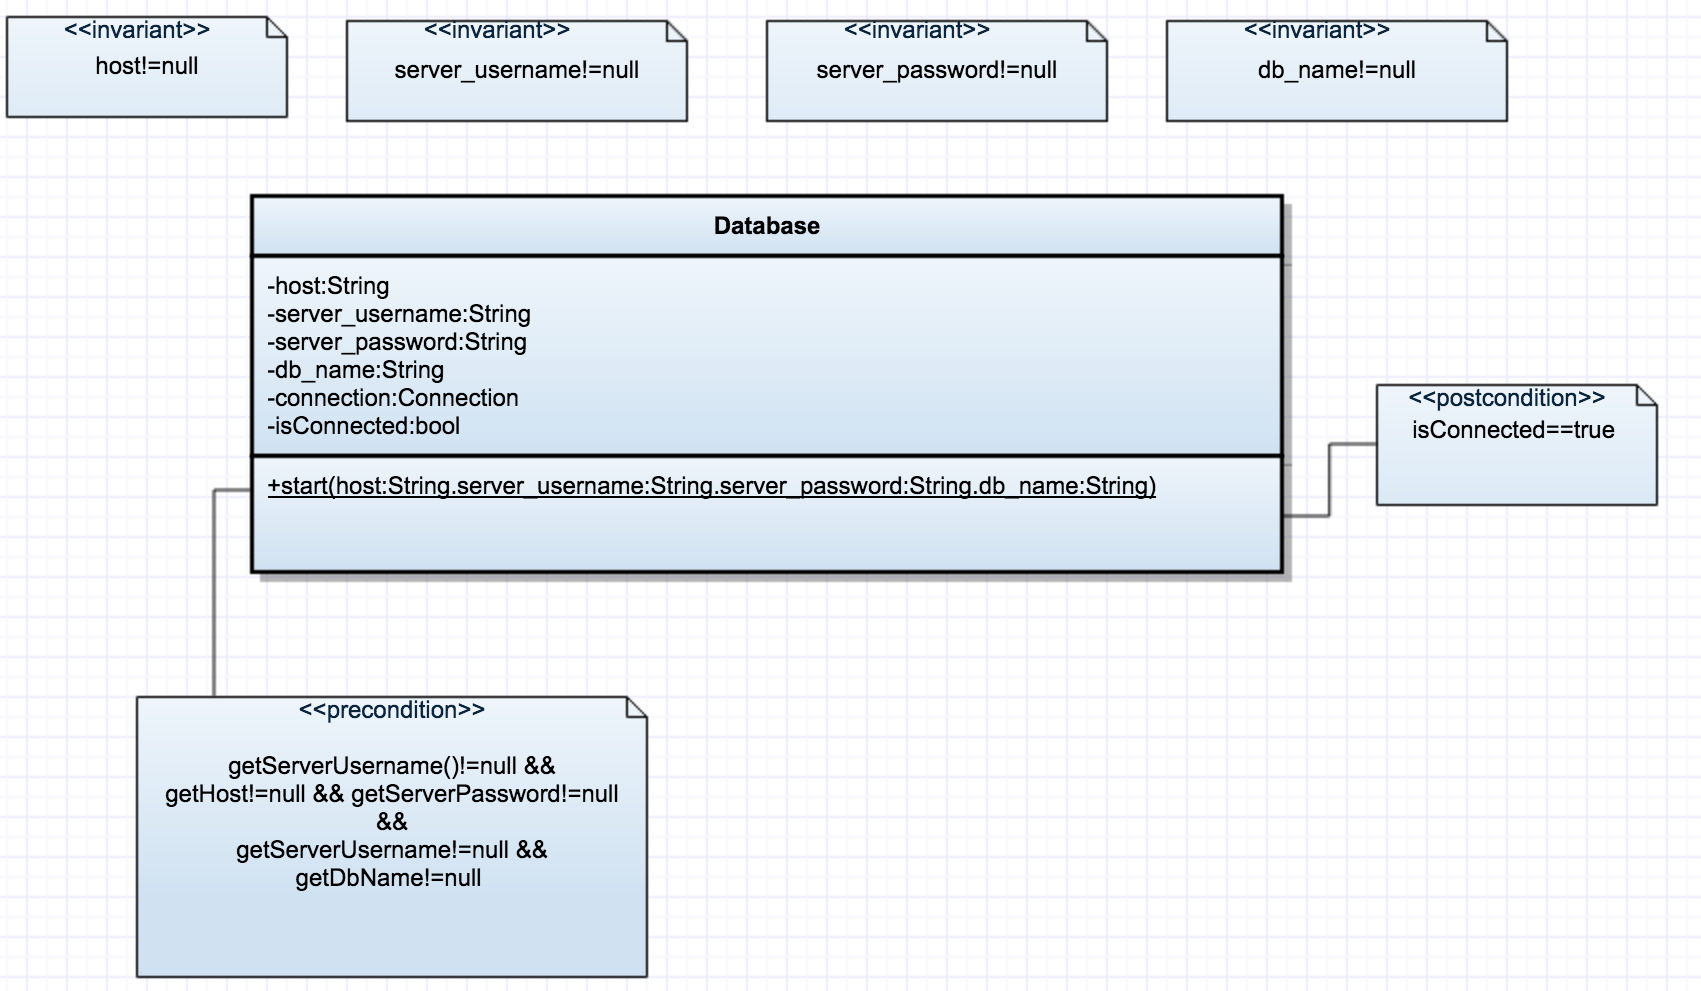 <<invariant>>
host!=null
<<invariant>>
server_username!=null
<<invariant>>
server_password!=null
<<invariant>>
db_name!=null
Database
-host:String
-server_username:String
-server_password:String
-db_name:String
-connection:Connection
-isConnected:bool
+start(host:String.server_username:String.server_password:String.db_name:String)
<<postcondition>>
isConnected==true
<<precondition>>
getServerUsername()!=null &&
getHost!=null && getServerPassword!=null
&&
getServerUsername!=null &&
getDbName!=null